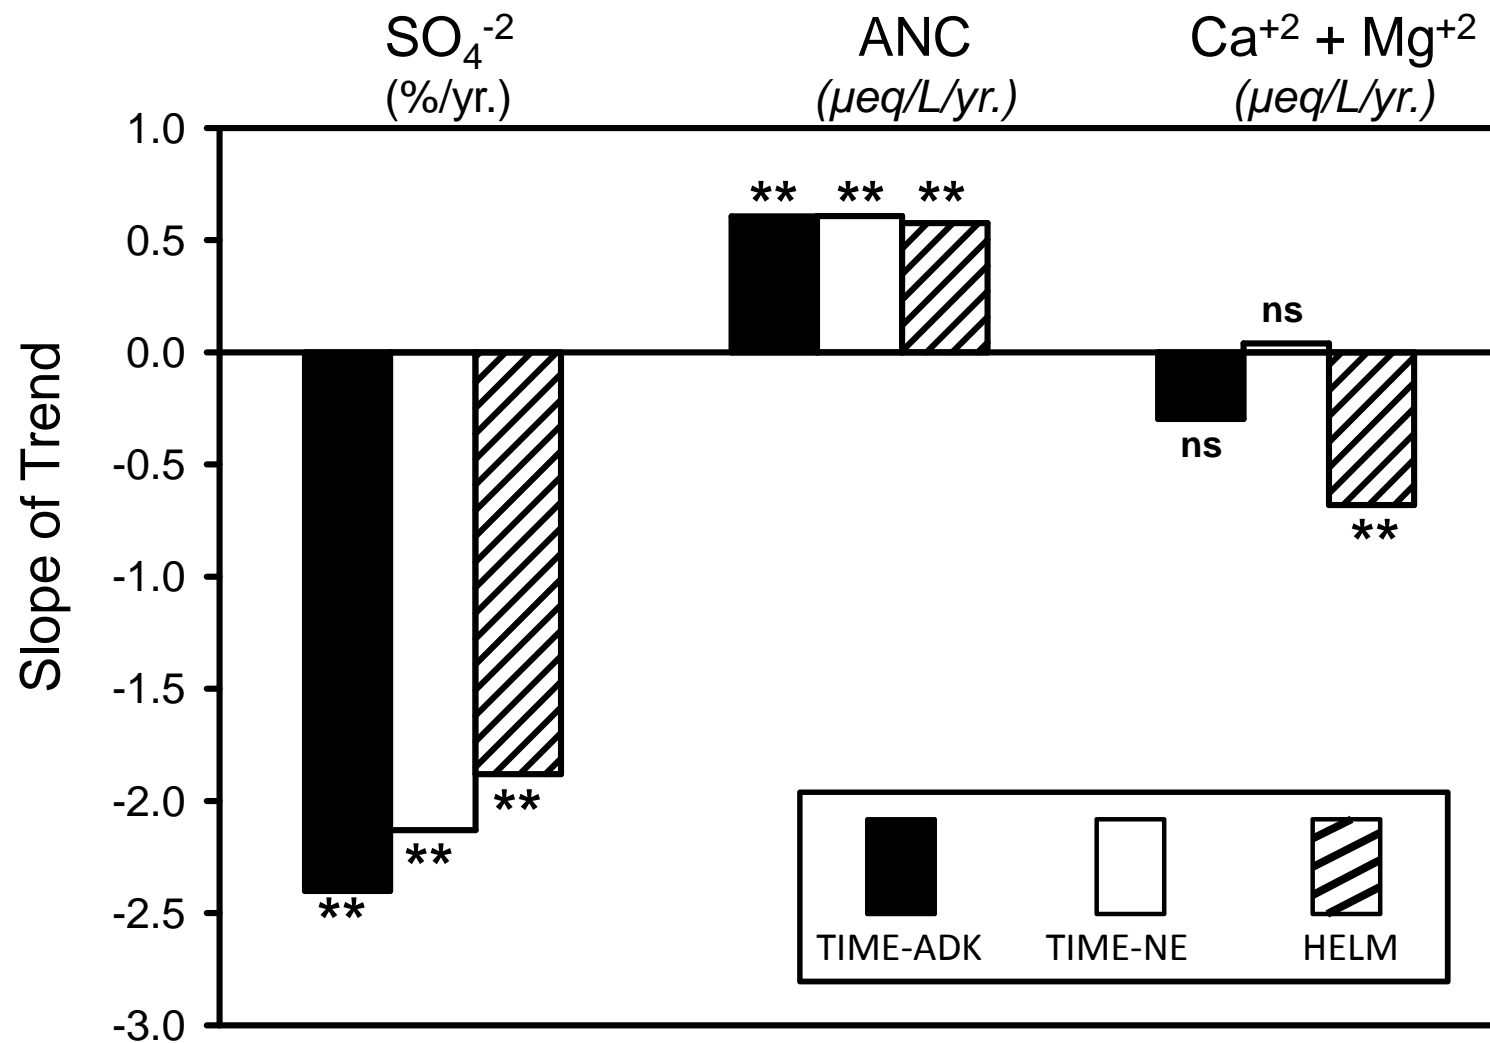 SO₄⁻² ANC Ca⁺² + Mg⁺²
(%/yr.) (μeq/L/yr.) (μeq/L/yr.)
1.0
** ** **
0.5
ns
0.0
ns
-0.5
**
-1.0
-1.5
-2.0
**
**
-2.5
**
-3.0
Slope of Trend
TIME-ADK TIME-NE HELM